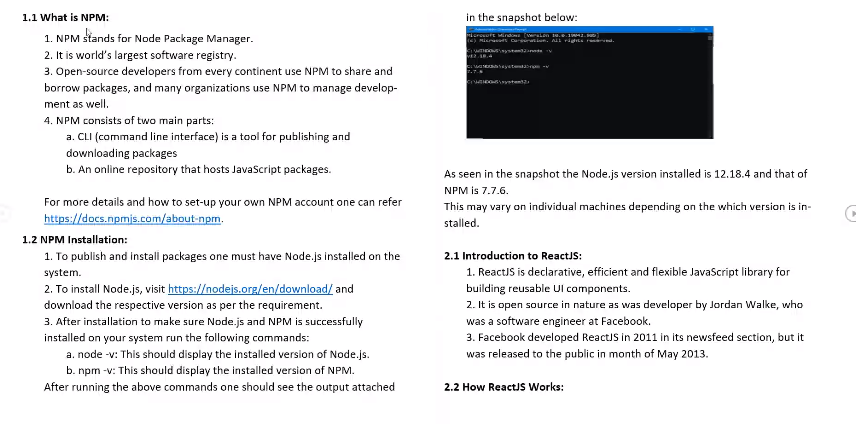 1.1 What is NPM:
1. NPM stands for Node Package Manager.
2. It is world's largest software registry.
3. Open-source developers from every continent use NPM to share and
borrow packages, and many organizations use NPM to manage develop-
ment as well.
4. NPM consists of two main parts:
a. CLI (command line interface) is a tool for publishing and
downloading packages
b. An online repository that hosts JavaScript packages.
For more details and how to set-up your own NPM account one can refer
https://docs.npmjs.com/about-npm.
1.2 NPM Installation:
1. To publish and install packages one must have Node.js installed on the
system.
2. To install Node.js, visit https://nodejs.org/en/download/ and
download the respective version as per the requirement.
3. After installation to make sure Node.js and NPM is successfully
installed on your system run the following commands:
a. node -v: This should display the installed version of Node.js.
b. npm -v: This should display the installed version of NPM.
After running the above commands one should see the output attached
in the snapshot below:
Microsoft Windows [Version 10.0.19042.985]
(c) Microsoft Corporation. All rights reserved.
C:\WINDOWS\system32>node -v
v12.18.4
C:\WINDOWS\system32>npm -v
7.7.6
C:\WINDOWS\system32>
As seen in the snapshot the Node.js version installed is 12.18.4 and that of
NPM is 7.7.6.
This may vary on individual machines depending on the which version is in-
stalled.
2.1 Introduction to ReactJS:
1. ReactJS is declarative, efficient and flexible JavaScript library for
building reusable UI components.
2. It is open source in nature as was developer by Jordan Walke, who
was a software engineer at Facebook.
3. Facebook developed ReactJS in 2011 in its newsfeed section, but it
was released to the public in month of May 2013.
2.2 How ReactJS Works: